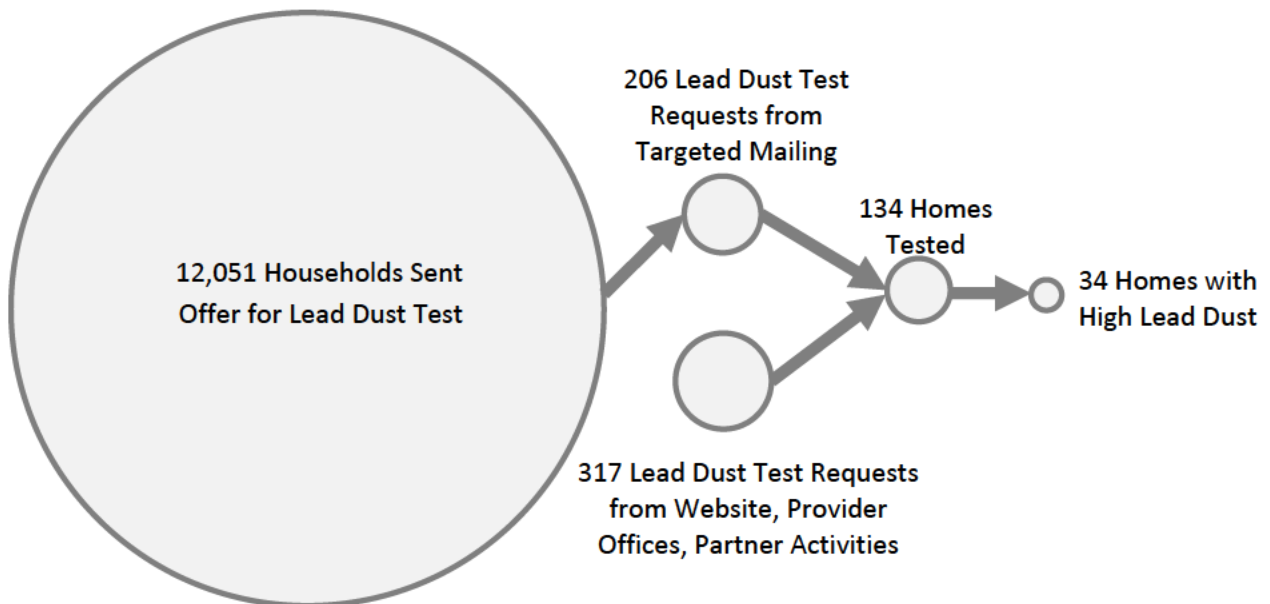 12,051 Households Sent
Offer for Lead Dust Test
206 Lead Dust Test
Requests from
Targeted Mailing
317 Lead Dust Test Requests
from Website, Provider
Offices, Partner Activities
134 Homes
Tested
34 Homes with
High Lead Dust